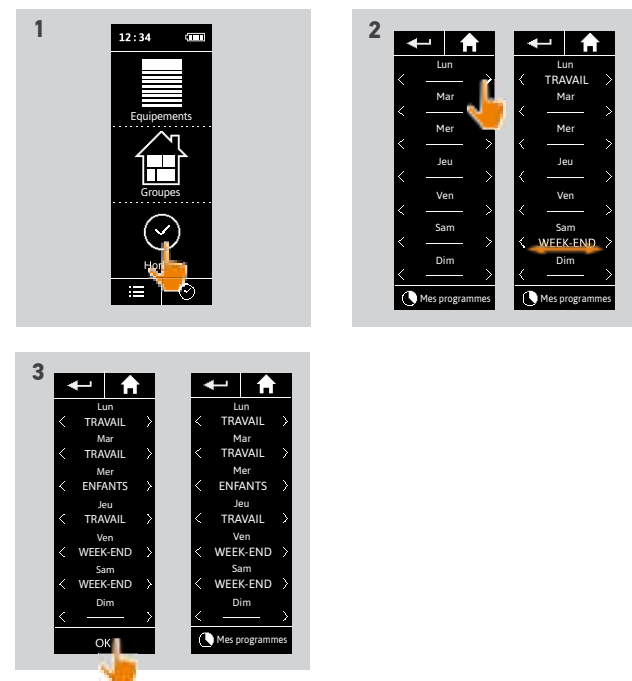 1
12:34
Equipements
Groupes
2
Lun
Mar
Mer
Jeu
Ven
Sam
Dim
Mes programmes
Lun
TRAVAIL
Mar
Mer
Jeu
Ven
Sam
WEEK-END
Dim
Mes programmes
3
Lun
TRAVAIL
Mar
TRAVAIL
Mer
ENFANTS
Jeu
TRAVAIL
Ven
WEEK-END
Sam
WEEK-END
Dim
OK
Lun
TRAVAIL
Mar
TRAVAIL
Mer
ENFANTS
Jeu
TRAVAIL
Ven
WEEK-END
Sam
WEEK-END
Dim
Mes programmes